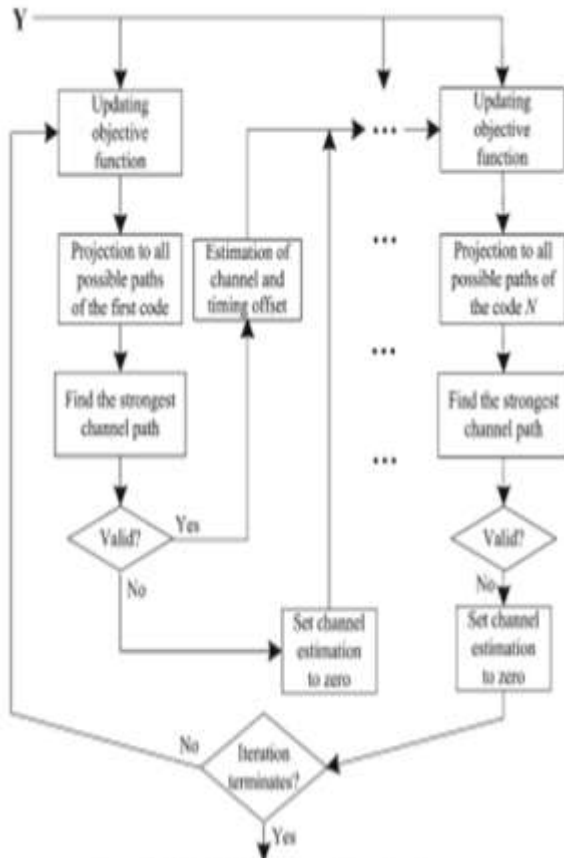 Y
Updating
objective
function
Projection to all
possible paths
of the first code
Find the strongest
channel path
Valid?
Yes
No
Estimation of
channel and
timing offset
...
...
...
...
Set channel
estimation
to zero
Updating
objective
function
Projection to all
possible paths of
the code N
Find the strongest
channel path
Valid?
No
Set channel
estimation
to zero
No
Iteration
terminates?
Yes